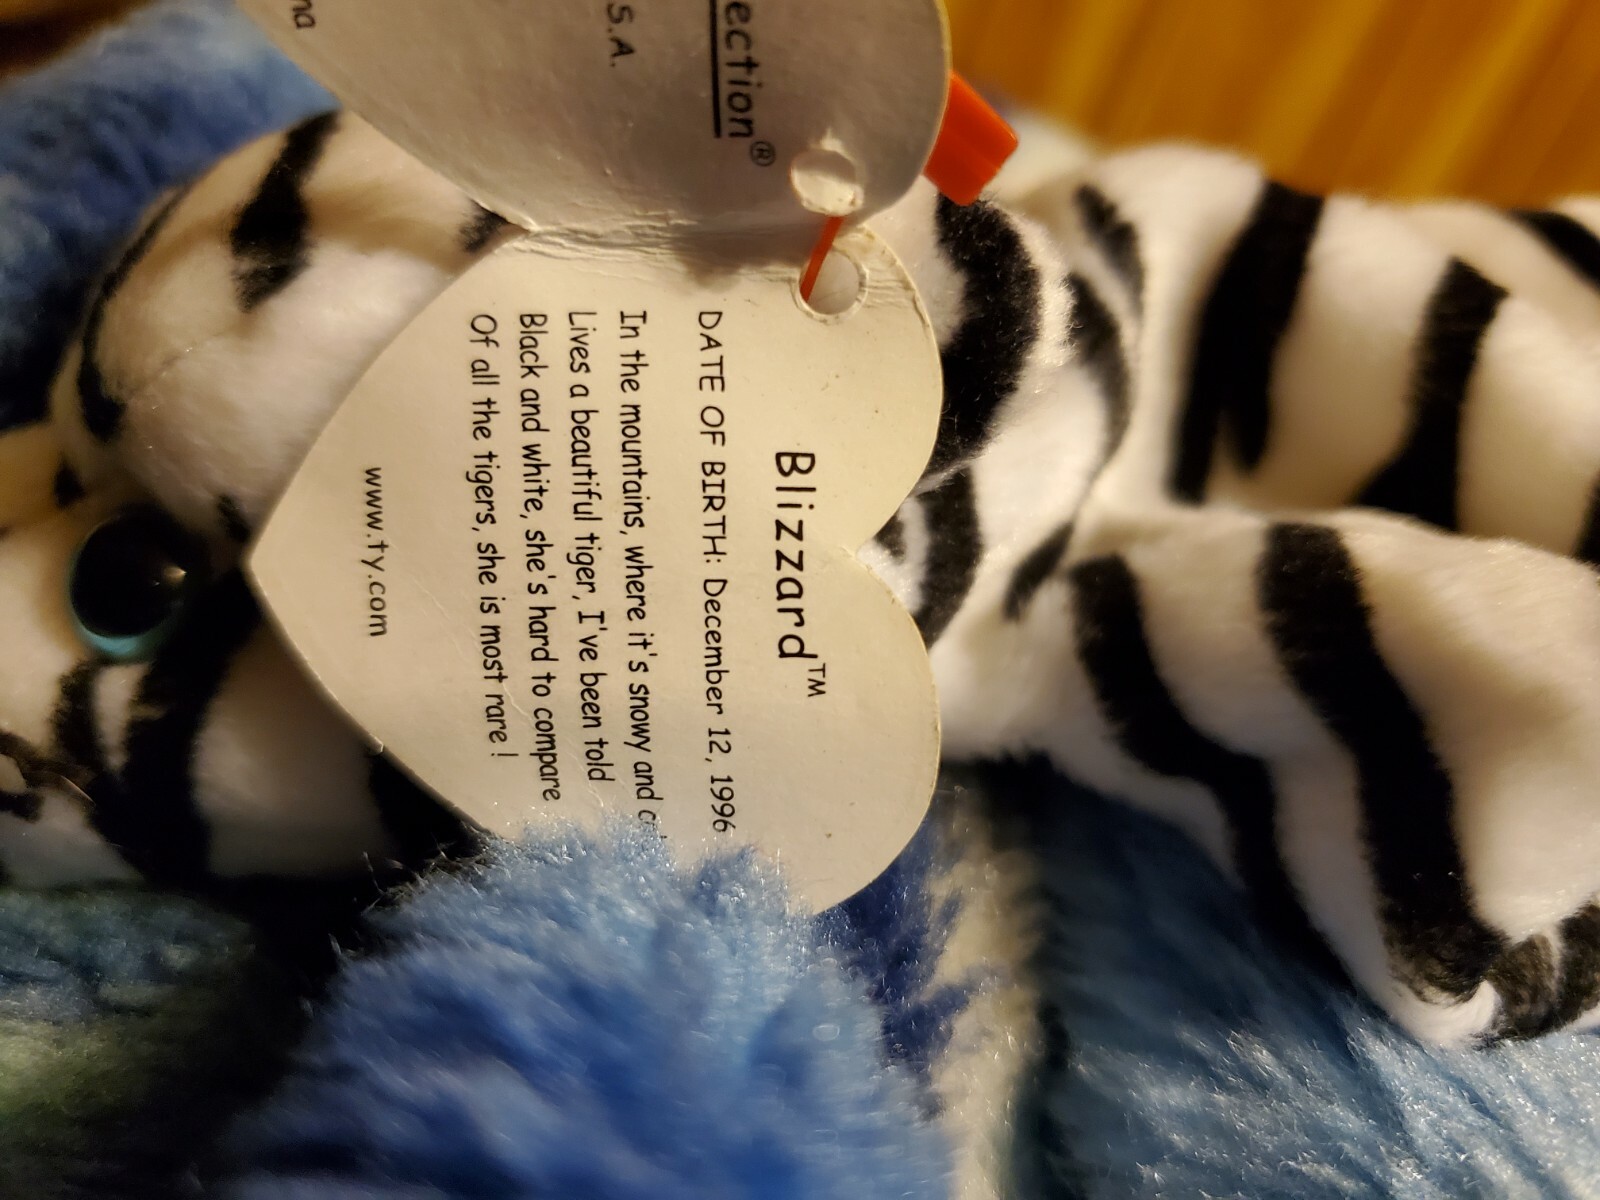 ection®
S.A.
na
Blizzard™
DATE OF BIRTH: December 12, 1996
In the mountains, where it's snowy and
Lives a beautiful tiger, I've been told
Black and white, she's hard to compare
Of all the tigers, she is most rare!
www.ty.com